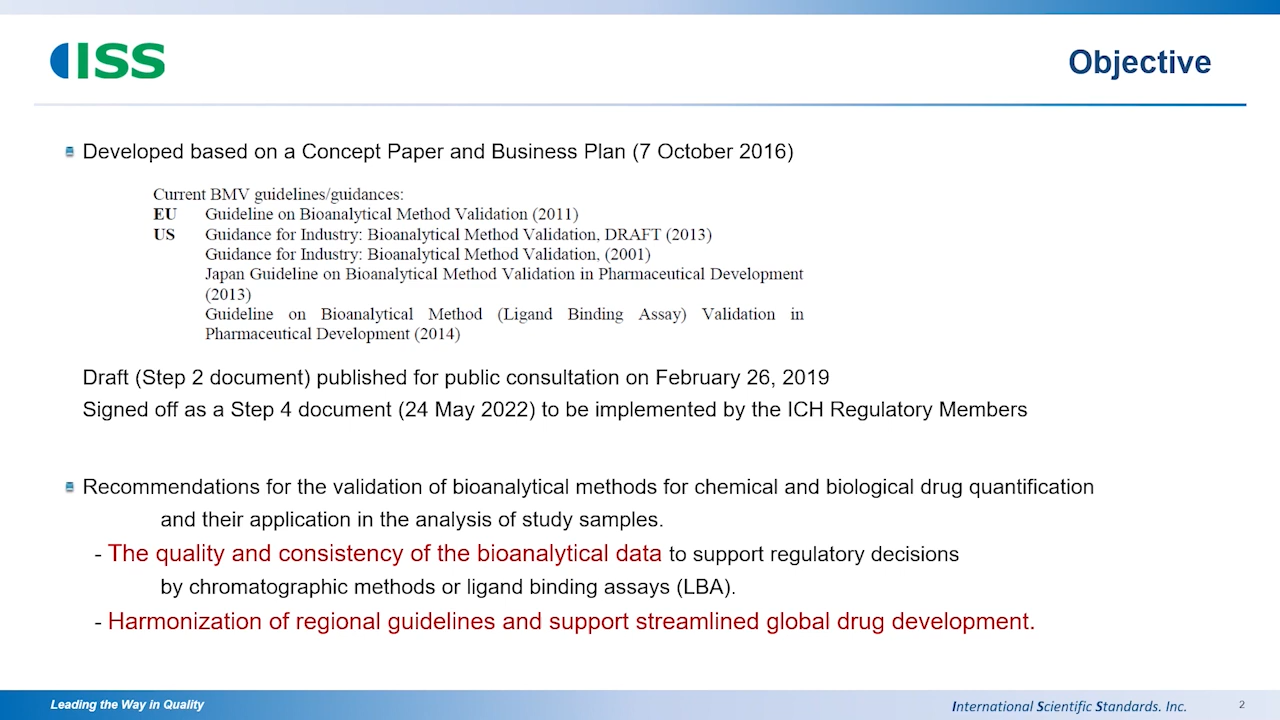 ISS
Objective
Developed based on a Concept Paper and Business Plan (7 October 2016)
Current BMV guidelines/guidances:
EU Guideline on Bioanalytical Method Validation (2011)
US Guidance for Industry: Bioanalytical Method Validation, DRAFT (2013)
Guidance for Industry: Bioanalytical Method Validation, (2001)
Japan Guideline on Bioanalytical Method Validation in Pharmaceutical Development
(2013)
Guideline on Bioanalytical Method (Ligand Binding Assay) Validation in
Pharmaceutical Development (2014)
Draft (Step 2 document) published for public consultation on February 26, 2019
Signed off as a Step 4 document (24 May 2022) to be implemented by the ICH Regulatory Members
Recommendations for the validation of bioanalytical methods for chemical and biological drug quantification
and their application in the analysis of study samples.
- The quality and consistency of the bioanalytical data to support regulatory decisions
by chromatographic methods or ligand binding assays (LBA).
- Harmonization of regional guidelines and support streamlined global drug development.
Leading the Way in Quality
International Scientific Standards. Inc.
2